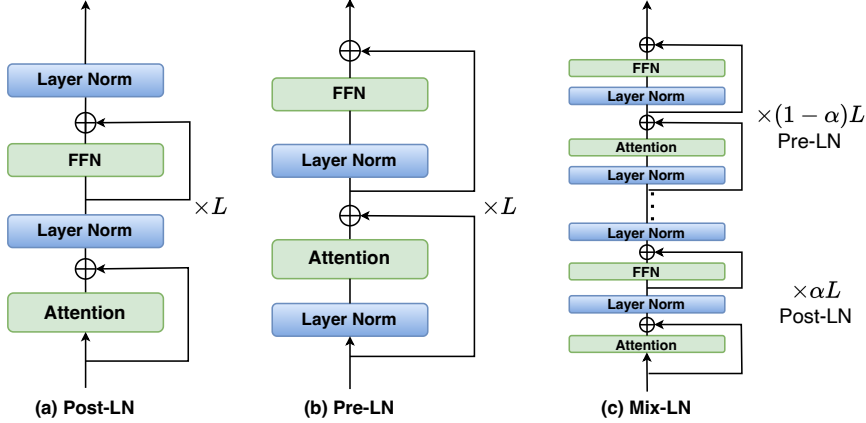 Layer Norm
FFN
×L
Layer Norm
Attention
(a) Post-LN
FFN
Layer Norm
×L
Attention
Layer Norm
(b) Pre-LN
FFN
Layer Norm
×(1 − α)L
Pre-LN
Attention
Layer Norm
Layer Norm
FFN
×αL
Post-LN
Layer Norm
Attention
(c) Mix-LN